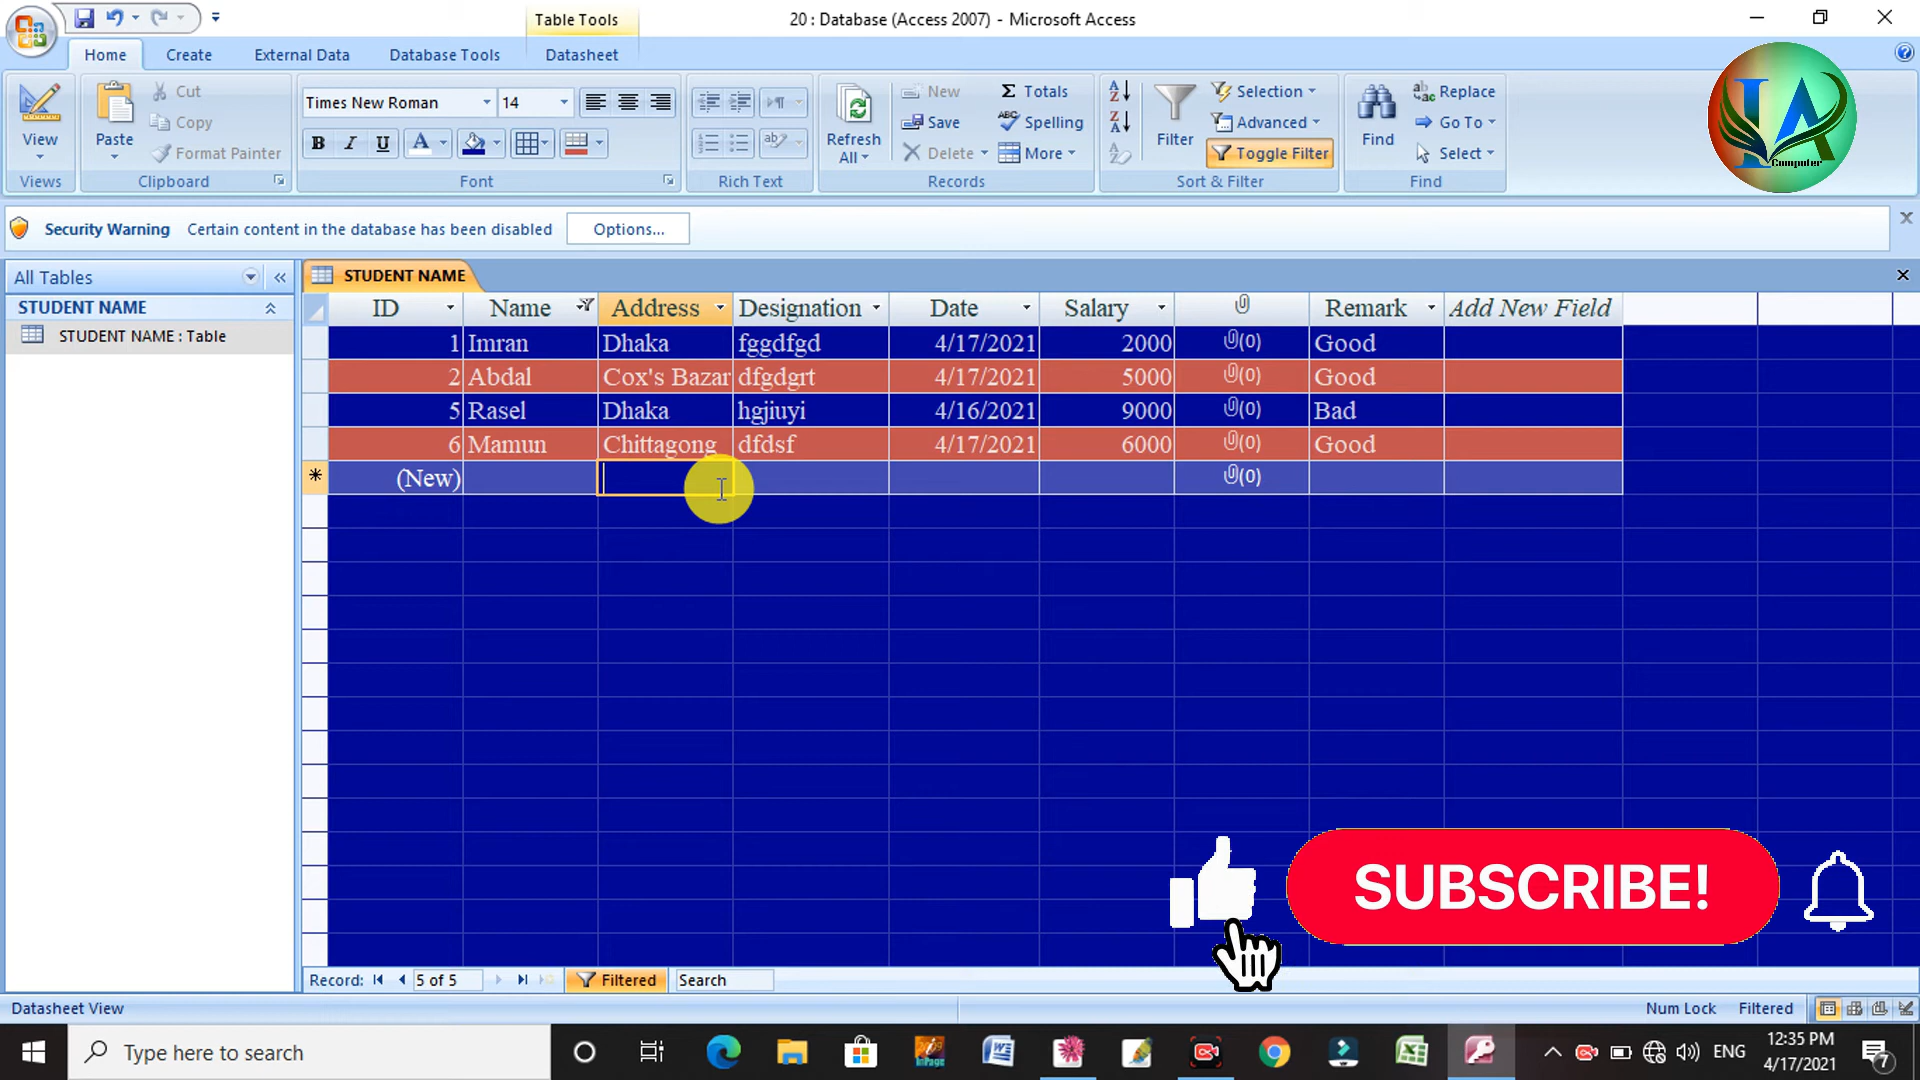 20 : Database (Access 2007) - Microsoft Access
Table Tools
Home Create External Data Database Tools Datasheet
View
Views
Paste
Cut
Copy
Format Painter
Clipboard
Times New Roman 14
B I U A
Font
Rich Text
Refresh All
New
Save
Delete
Totals
Spelling
More
Records
Filter
Selection
Advanced
Toggle Filter
Sort & Filter
Find
Replace
Go To
Select
Find
IA
Computer
Security Warning Certain content in the database has been disabled Options...
All Tables
STUDENT NAME
STUDENT NAME : Table
STUDENT NAME
ID Name Address Designation Date Salary Remark Add New Field
1 Imran Dhaka fggdfgd 4/17/2021 2000 (0) Good
2 Abdal Cox's Bazar dfgdgrt 4/17/2021 5000 (0) Good
5 Rasel Dhaka hgjiuyi 4/16/2021 9000 (0) Bad
6 Mamun Chittagong dfdsf 4/17/2021 6000 (0) Good
* (New) (0)
SUBSCRIBE!
Record: 5 of 5 Filtered Search
Datasheet View Num Lock Filtered
Type here to search
ENG
12:35 PM
4/17/2021
7